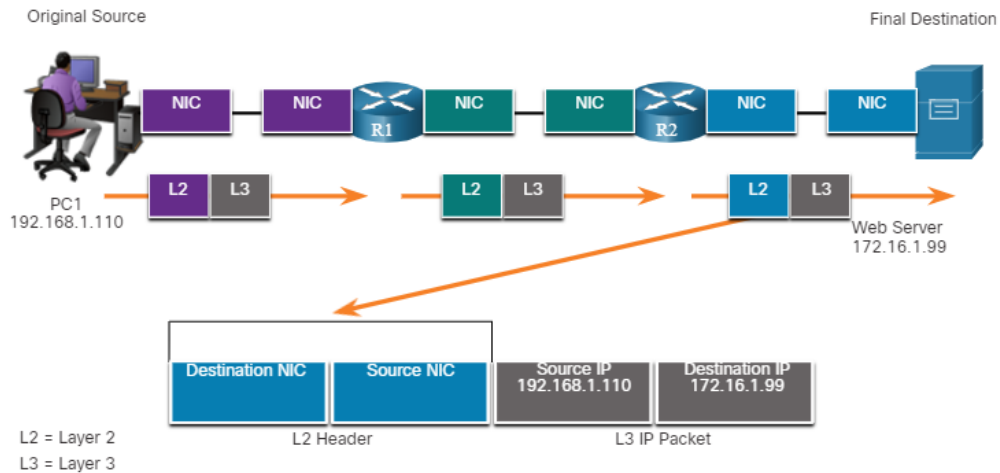 Original Source
Final Destination
NIC
NIC
R1
NIC
NIC
R2
NIC
NIC
PC1
192.168.1.110
L2
L3
L2
L3
L2
L3
Web Server
172.16.1.99
Destination NIC
Source NIC
Source IP
192.168.1.110
Destination IP
172.16.1.99
L2 = Layer 2
L2 Header
L3 IP Packet
L3 = Layer 3